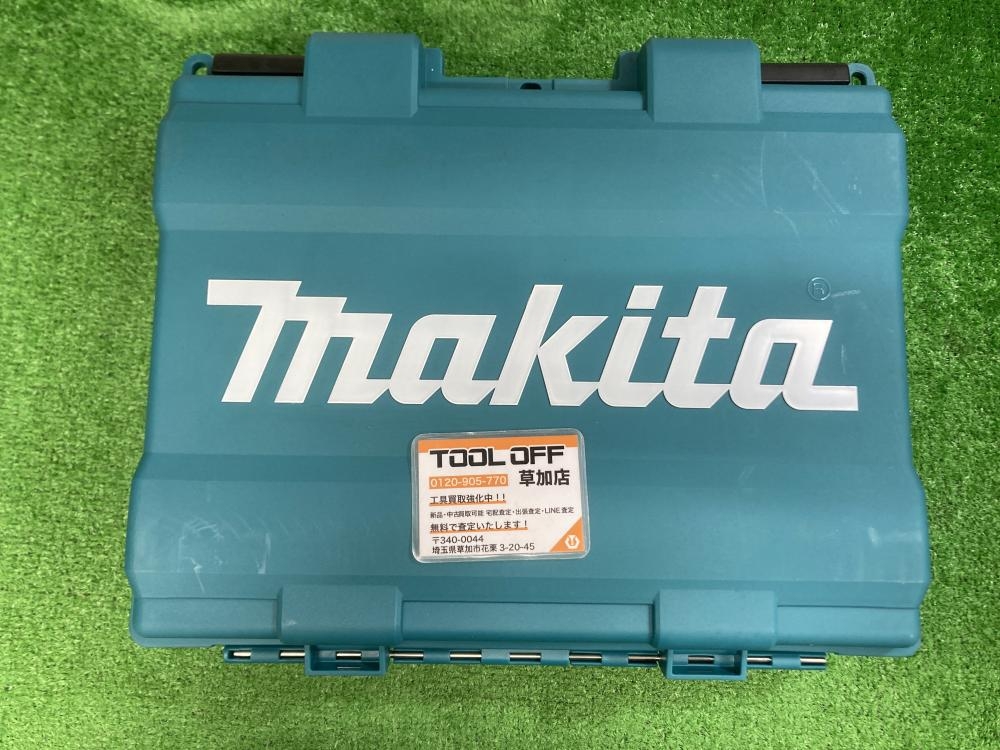 makita
®
TOOL OFF
0120-905-770 草加店
工具買取強化中！！
新品・中古買取可能 宅配査定・出張査定・LINE査定
無料で査定いたします！
〒340-0044
埼玉県草加市花栗 3-20-45